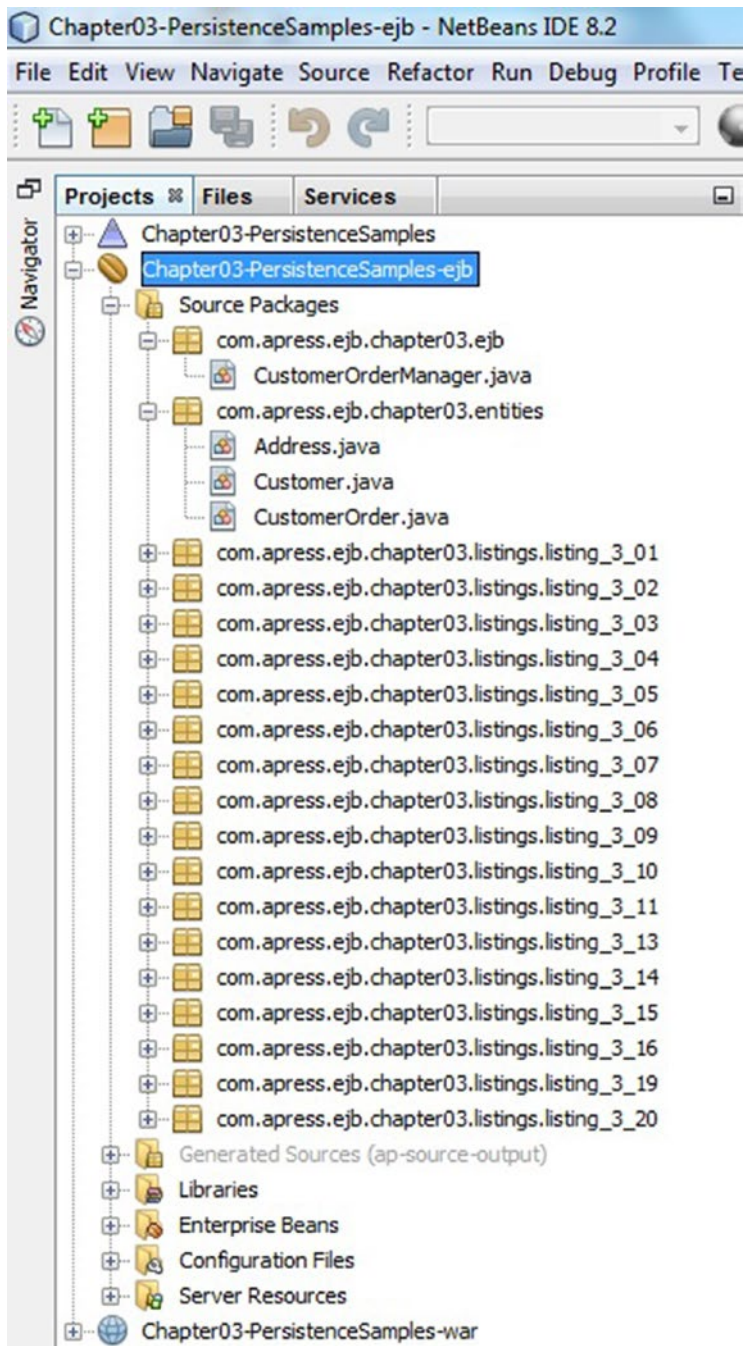 Chapter03-PersistenceSamples-ejb - NetBeans IDE 8.2
File Edit View Navigate Source Refactor Run Debug Profile Te
Projects Files Services
Navigator
Chapter03-PersistenceSamples
Chapter03-PersistenceSamples-ejb
Source Packages
com.apress.ejb.chapter03.ejb
CustomerOrderManager.java
com.apress.ejb.chapter03.entities
Address.java
Customer.java
CustomerOrder.java
com.apress.ejb.chapter03.listings.listing_3_01
com.apress.ejb.chapter03.listings.listing_3_02
com.apress.ejb.chapter03.listings.listing_3_03
com.apress.ejb.chapter03.listings.listing_3_04
com.apress.ejb.chapter03.listings.listing_3_05
com.apress.ejb.chapter03.listings.listing_3_06
com.apress.ejb.chapter03.listings.listing_3_07
com.apress.ejb.chapter03.listings.listing_3_08
com.apress.ejb.chapter03.listings.listing_3_09
com.apress.ejb.chapter03.listings.listing_3_10
com.apress.ejb.chapter03.listings.listing_3_11
com.apress.ejb.chapter03.listings.listing_3_13
com.apress.ejb.chapter03.listings.listing_3_14
com.apress.ejb.chapter03.listings.listing_3_15
com.apress.ejb.chapter03.listings.listing_3_16
com.apress.ejb.chapter03.listings.listing_3_19
com.apress.ejb.chapter03.listings.listing_3_20
Generated Sources (ap-source-output)
Libraries
Enterprise Beans
Configuration Files
Server Resources
Chapter03-PersistenceSamples-war